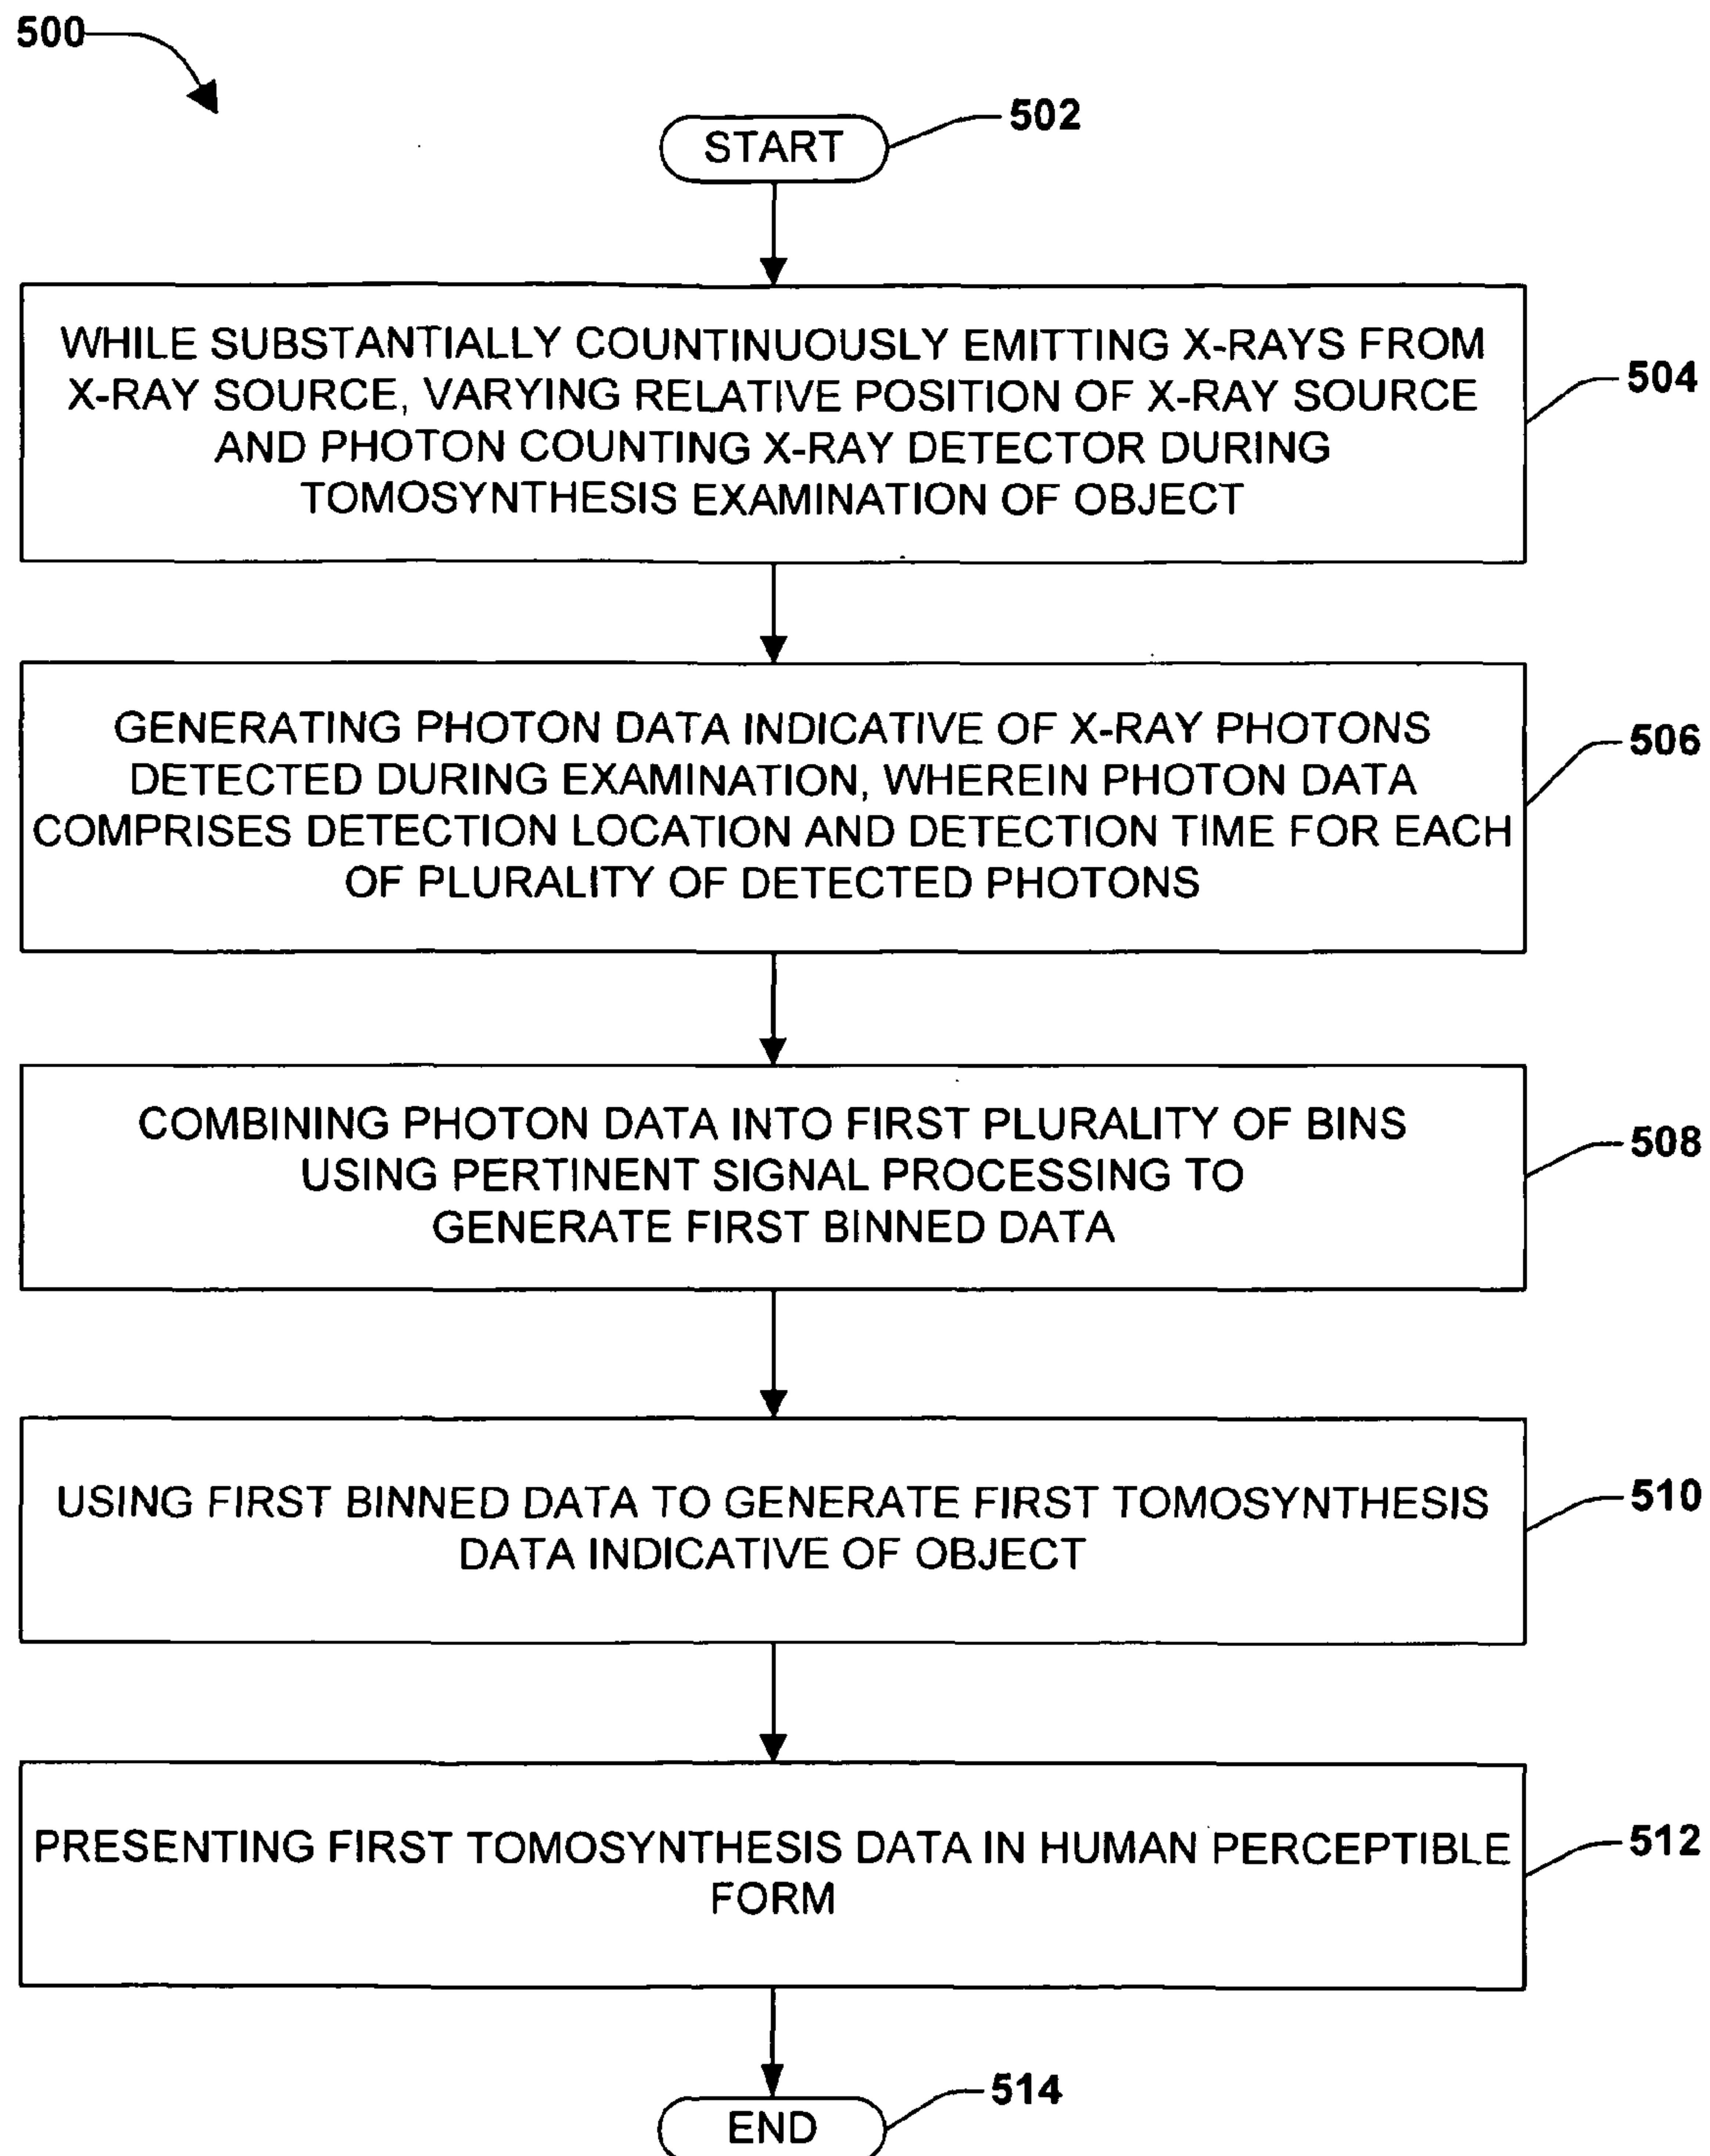 500
502
START
WHILE SUBSTANTIALLY COUNTINUOUSLY EMITTING X-RAYS FROM
X-RAY SOURCE, VARYING RELATIVE POSITION OF X-RAY SOURCE
AND PHOTON COUNTING X-RAY DETECTOR DURING
TOMOSYNTHESIS EXAMINATION OF OBJECT
504
GENERATING PHOTON DATA INDICATIVE OF X-RAY PHOTONS
DETECTED DURING EXAMINATION, WHEREIN PHOTON DATA
COMPRISES DETECTION LOCATION AND DETECTION TIME FOR EACH
OF PLURALITY OF DETECTED PHOTONS
506
COMBINING PHOTON DATA INTO FIRST PLURALITY OF BINS
USING PERTINENT SIGNAL PROCESSING TO
GENERATE FIRST BINNED DATA
508
USING FIRST BINNED DATA TO GENERATE FIRST TOMOSYNTHESIS
DATA INDICATIVE OF OBJECT
510
PRESENTING FIRST TOMOSYNTHESIS DATA IN HUMAN PERCEPTIBLE
FORM
512
514
END